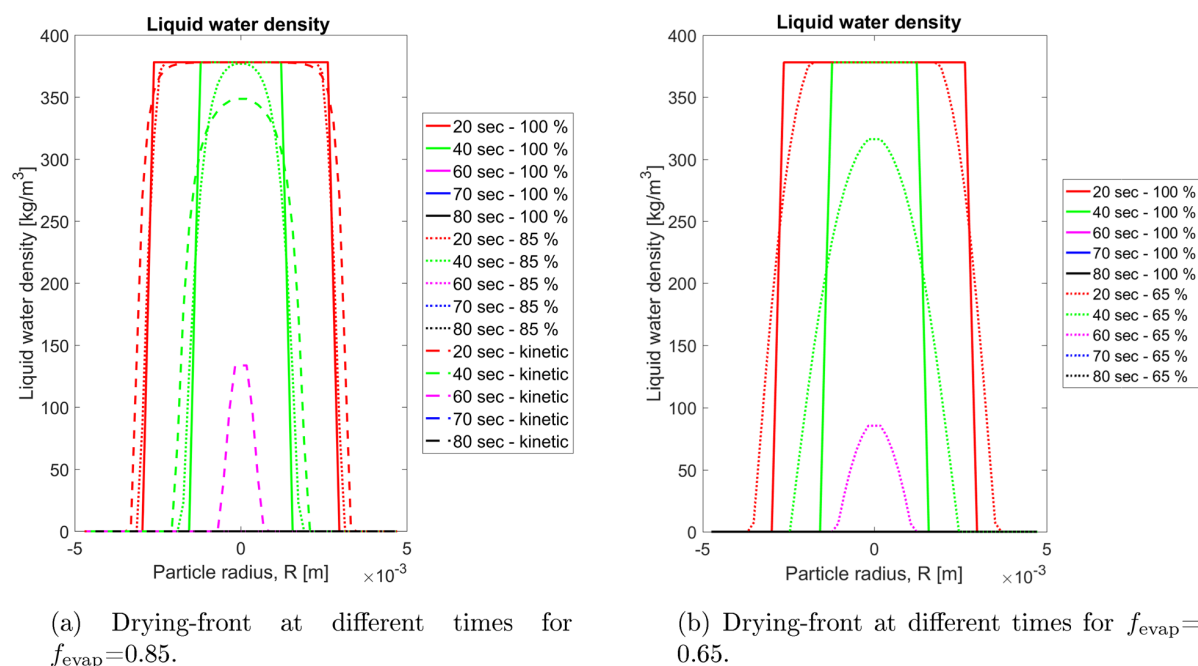 Liquid water density
400
350
300
250
200
150
100
50
0
Liquid water density [kg/m³]
-5
0
5
Particle radius, R [m]
×10⁻³
20 sec - 100 %
40 sec - 100 %
60 sec - 100 %
70 sec - 100 %
80 sec - 100 %
20 sec - 85 %
40 sec - 85 %
60 sec - 85 %
70 sec - 85 %
80 sec - 85 %
20 sec - kinetic
40 sec - kinetic
60 sec - kinetic
70 sec - kinetic
80 sec - kinetic
(a) Drying-front at different times for
fevap=0.85.
Liquid water density
400
350
300
250
200
150
100
50
0
Liquid water density [kg/m³]
-5
0
5
Particle radius, R [m]
×10⁻³
20 sec - 100 %
40 sec - 100 %
60 sec - 100 %
70 sec - 100 %
80 sec - 100 %
20 sec - 65 %
40 sec - 65 %
60 sec - 65 %
70 sec - 65 %
80 sec - 65 %
(b) Drying-front at different times for fevap=
0.65.